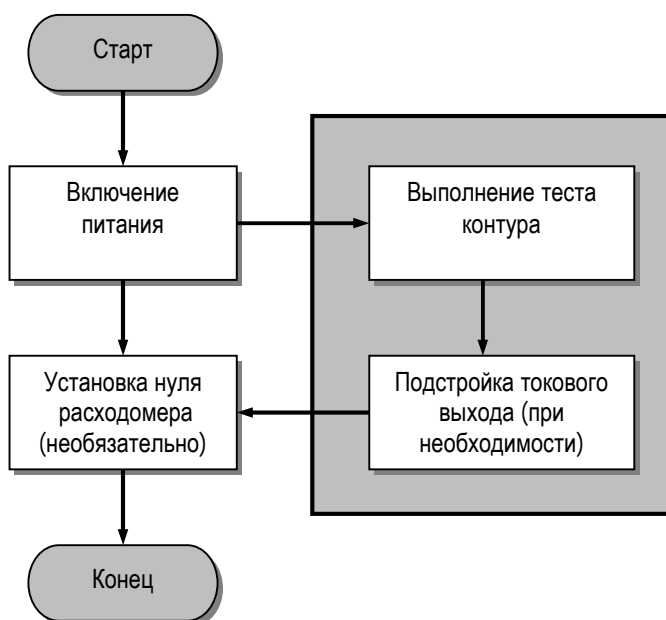 Старт
Включение
питания
Выполнение теста
контура
Установка нуля
расходомера
(необязательно)
Подстройка токового
выхода (при
необходимости)
Конец